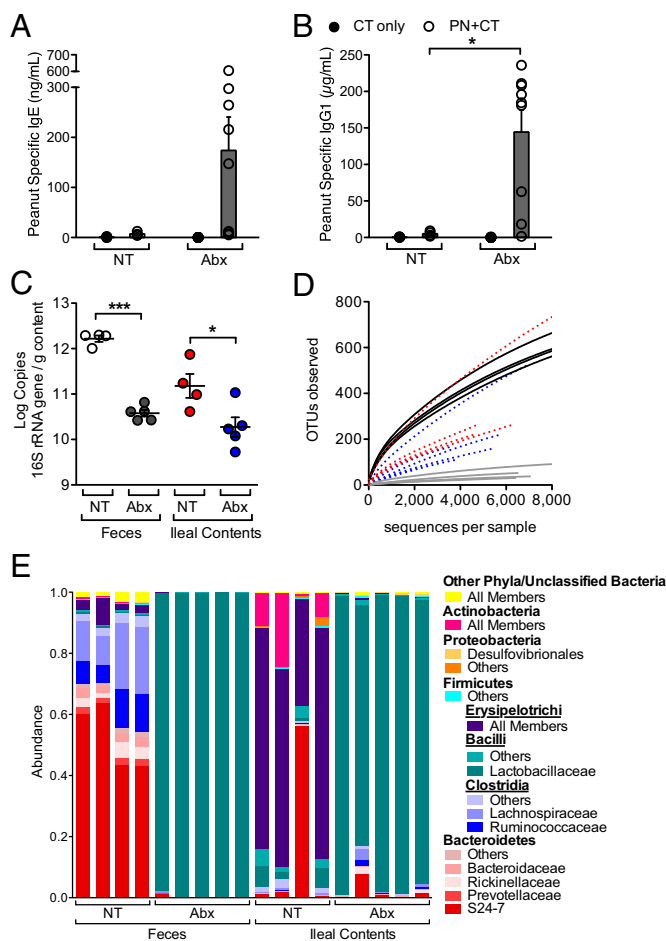 A
Peanut Specific IgE (ng/mL)
700
600
300
200
100
0
NT
Abx
B
● CT only ○ PN+CT
*
Peanut Specific IgG1 (µg/mL)
250
200
150
100
50
0
NT
Abx
C
Log Copies
16S rRNA gene / g content
13
12
11
10
9
***
*
NT
Abx
NT
Abx
Feces
Ileal Contents
D
OTUs observed
800
600
400
200
0
0
2,000
4,000
6,000
8,000
sequences per sample
E
Abundance
1.0
0.8
0.6
0.4
0.2
0.0
NT
Abx
NT
Abx
Feces
Ileal Contents
Other Phyla/Unclassified Bacteria
All Members
Actinobacteria
All Members
Proteobacteria
Desulfovibrionales
Others
Firmicutes
Others
Erysipelotrichi
All Members
Bacilli
Others
Lactobacillaceae
Clostridia
Others
Lachnospiraceae
Ruminococcaceae
Bacteroidetes
Others
Bacteroidaceae
Rickinellaceae
Prevotellaceae
S24-7